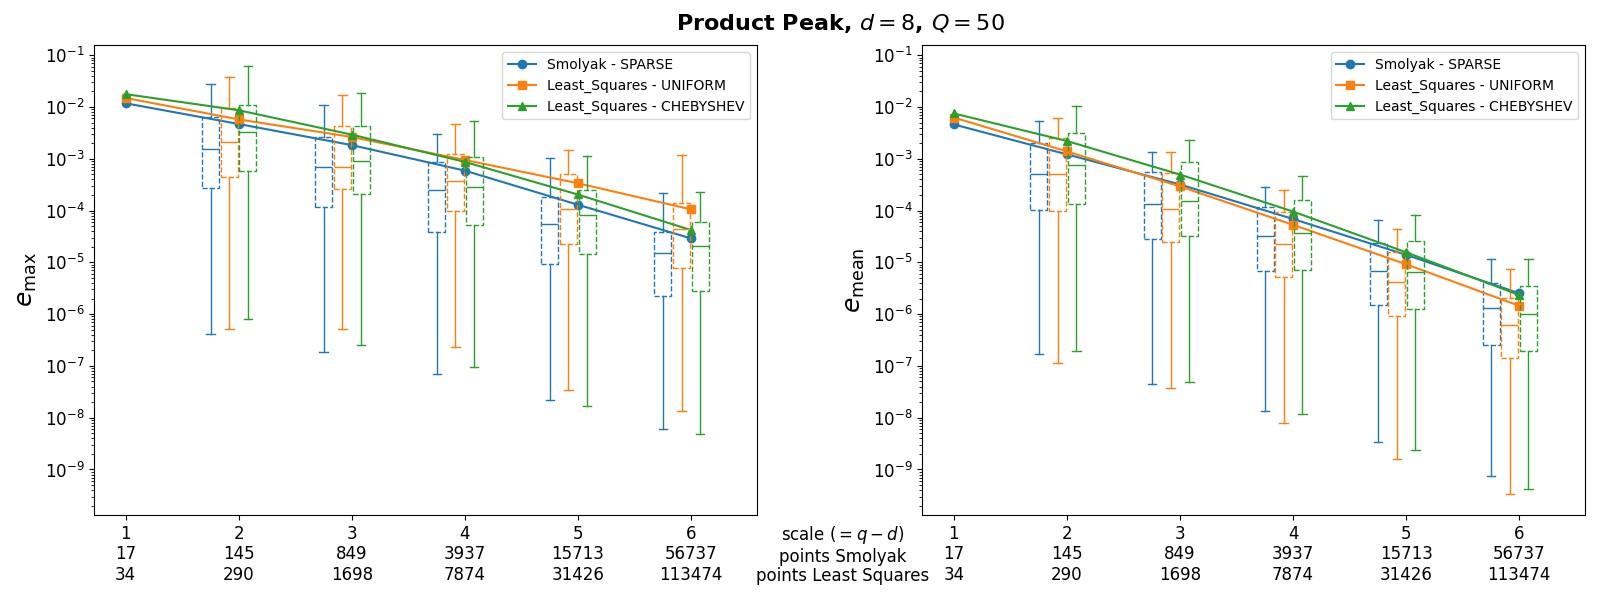 Product Peak, d = 8, Q = 50
10⁻¹
10⁻²
10⁻³
10⁻⁴
10⁻⁵
10⁻⁶
10⁻⁷
10⁻⁸
10⁻⁹
e_max
Smolyak - SPARSE
Least_Squares - UNIFORM
Least_Squares - CHEBYSHEV
1 2 3 4 5 6
17 145 849 3937 15713 56737
34 290 1698 7874 31426 113474
scale (= q − d)
points Smolyak
points Least Squares
10⁻¹
10⁻²
10⁻³
10⁻⁴
10⁻⁵
10⁻⁶
10⁻⁷
10⁻⁸
10⁻⁹
e_mean
Smolyak - SPARSE
Least_Squares - UNIFORM
Least_Squares - CHEBYSHEV
1 2 3 4 5 6
17 145 849 3937 15713 56737
34 290 1698 7874 31426 113474